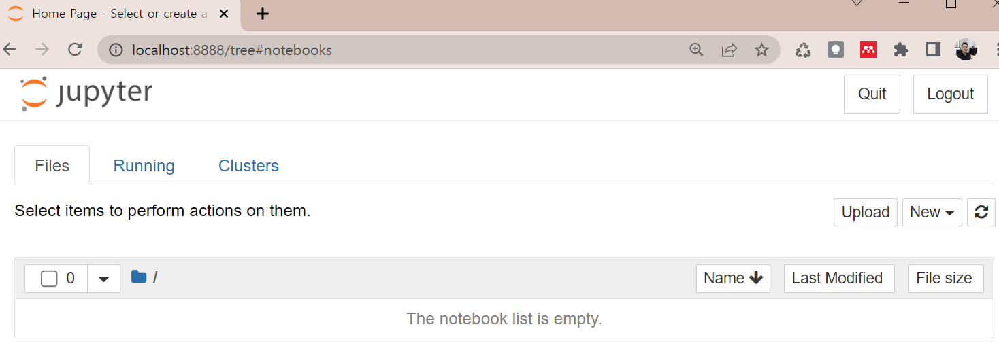 Home Page - Select or create a
localhost:8888/tree#notebooks
jupyter
Quit
Logout
Files
Running
Clusters
Select items to perform actions on them.
Upload
New
0
/
Name
Last Modified
File size
The notebook list is empty.